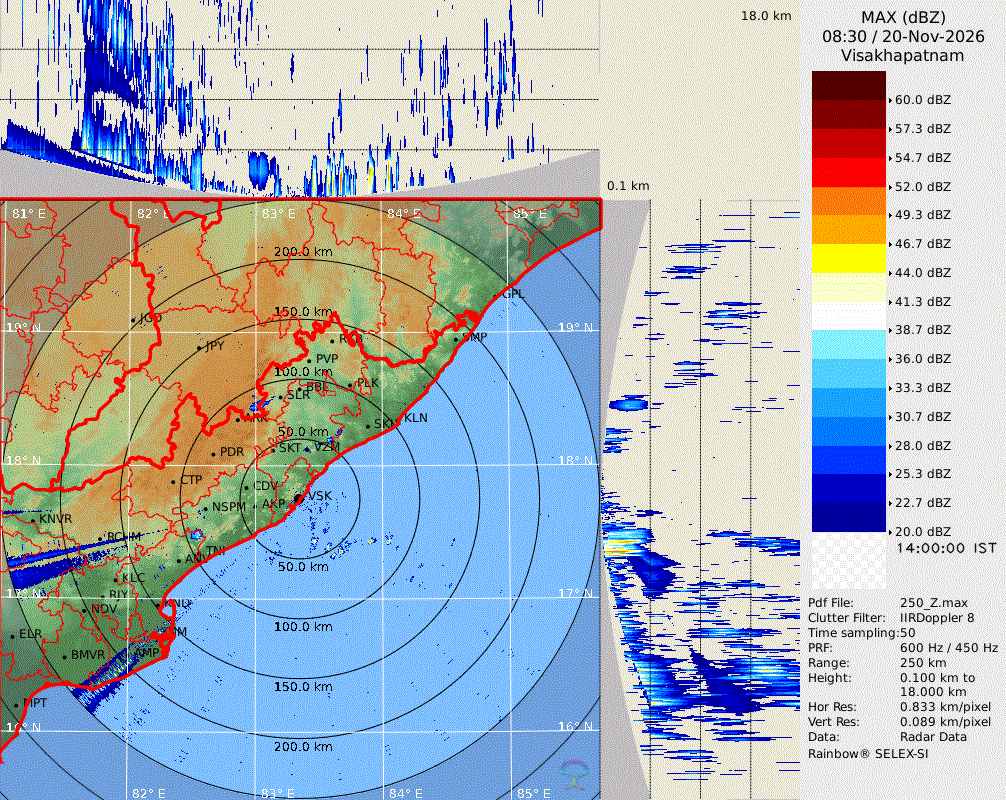 18.0 km
0.1 km
MAX (dBZ)
08:30 / 20-Nov-2026
Visakhapatnam
60.0 dBZ
57.3 dBZ
54.7 dBZ
52.0 dBZ
49.3 dBZ
46.7 dBZ
44.0 dBZ
41.3 dBZ
38.7 dBZ
36.0 dBZ
33.3 dBZ
30.7 dBZ
28.0 dBZ
25.3 dBZ
22.7 dBZ
20.0 dBZ
14:00:00 IST
Pdf File: 250_Z.max
Clutter Filter: IIRDoppler 8
Time sampling:50
PRF: 600 Hz / 450 Hz
Range: 250 km
Height: 0.100 km to
18.000 km
Hor Res: 0.833 km/pixel
Vert Res: 0.089 km/pixel
Data: Radar Data
Rainbow® SELEX-SI
81° E 82° E 83° E 84° E 85° E
200.0 km
GPL
150.0 km
JGD
19° N 19° N
SMP
JPY
PVP
100.0 km
BBL PLK
SLR
KLN
50.0 km
SKT VZM
PDR
18° N 18° N
CTP
CDV
VSK
NSPM AKP
KNVR
TNI
50.0 km
KLC
RJY
17° N 17° N
NDV
100.0 km
ELR
AMP
BMVR
150.0 km
MPT
16° N 16° N
200.0 km
82° E 83° E 84° E 85° E